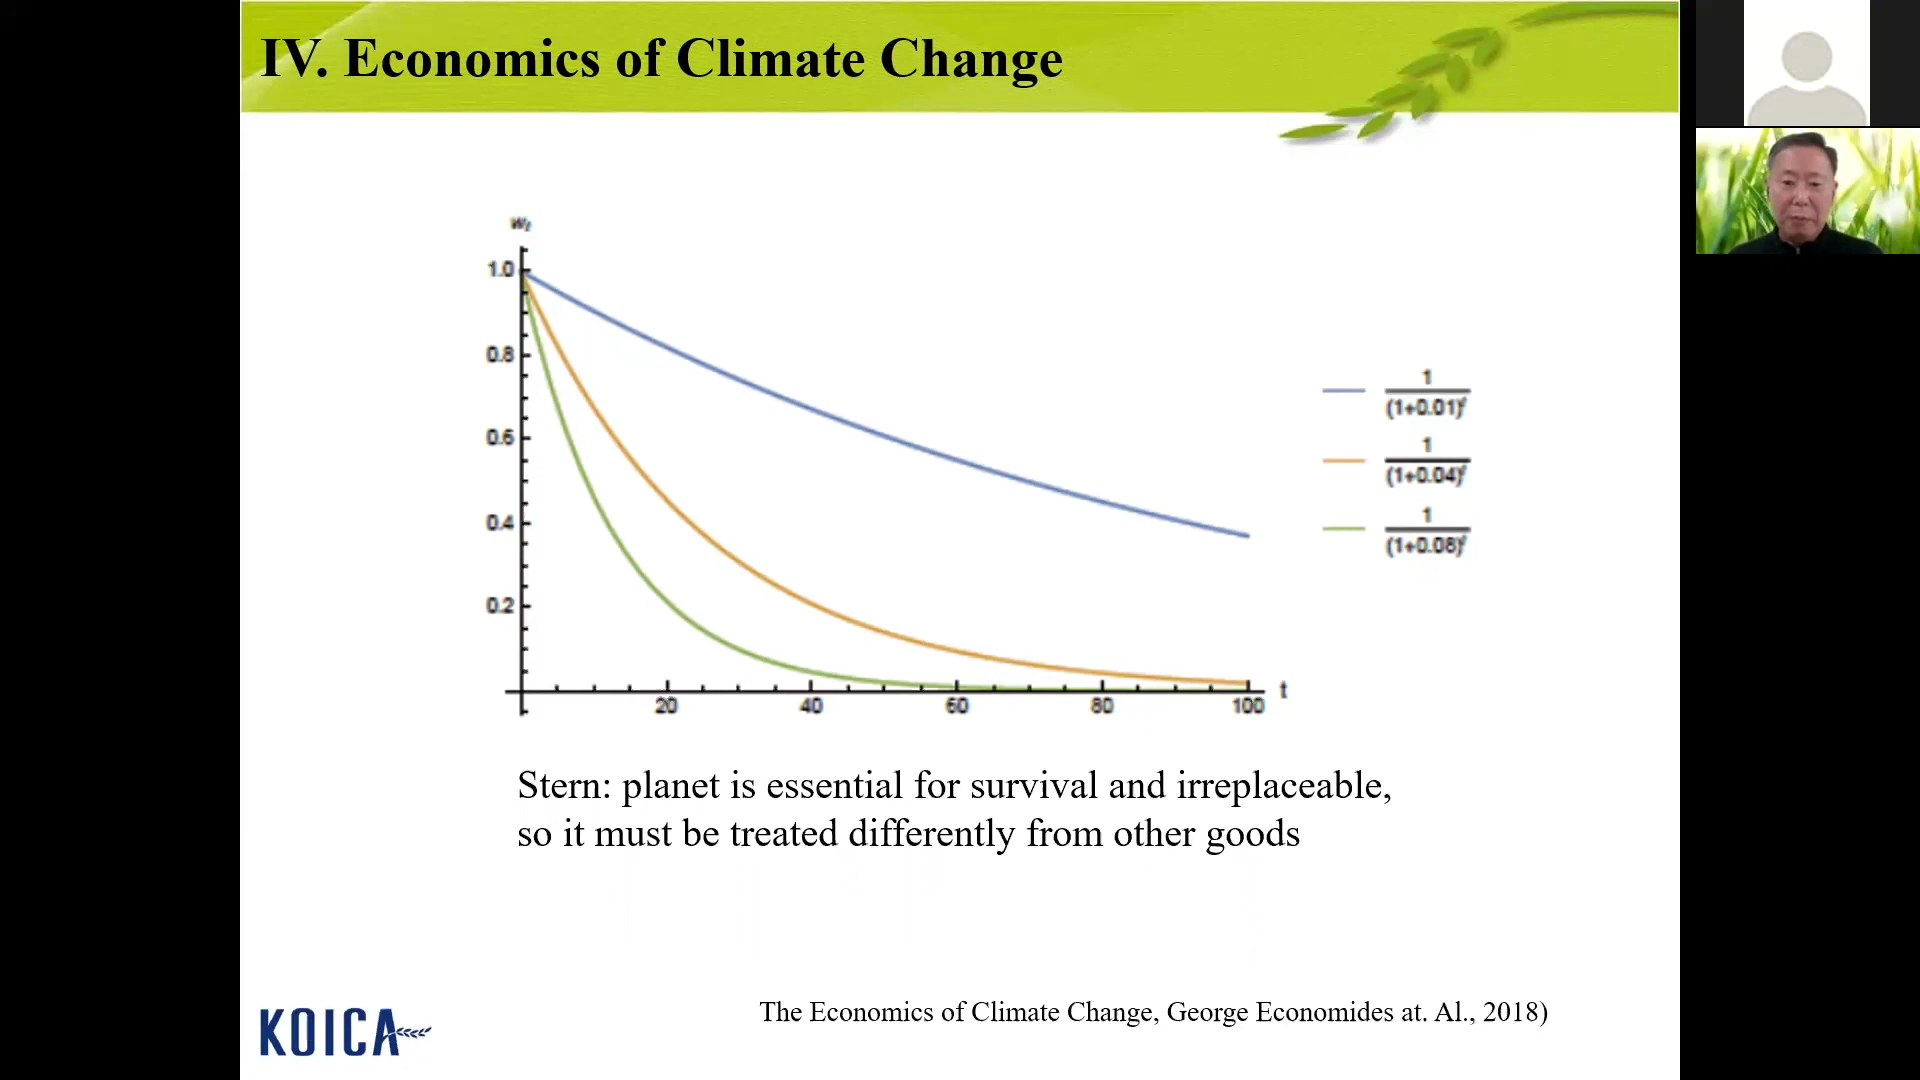 IV. Economics of Climate Change
wt
1.0
0.8
0.6
0.4
0.2
20 40 60 80 100 t
1
(1+0.01)^t
1
(1+0.04)^t
1
(1+0.08)^t
Stern: planet is essential for survival and irreplaceable,
so it must be treated differently from other goods
The Economics of Climate Change, George Economides at. Al., 2018)
KOICA